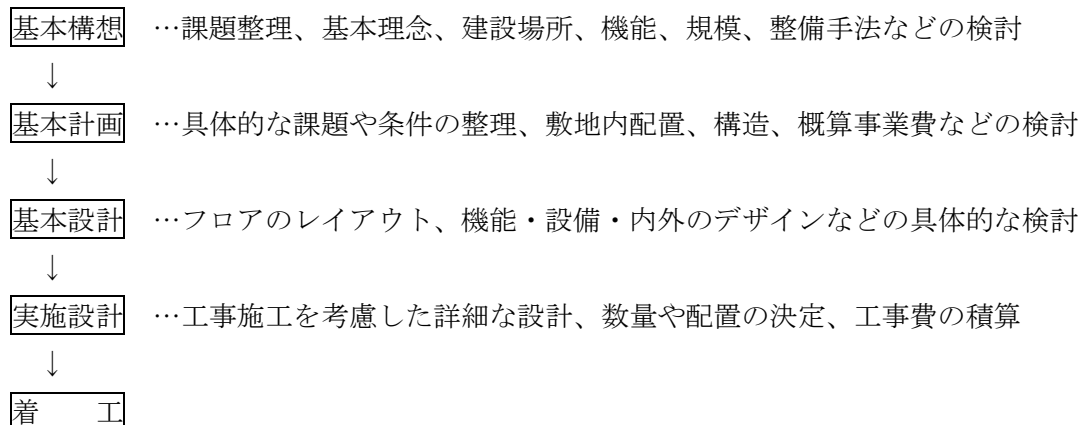 基本構想 …課題整理、基本理念、建設場所、機能、規模、整備手法などの検討
↓
基本計画 …具体的な課題や条件の整理、敷地内配置、構造、概算事業費などの検討
↓
基本設計 …フロアのレイアウト、機能・設備・内外のデザインなどの具体的な検討
↓
実施設計 …工事施工を考慮した詳細な設計、数量や配置の決定、工事費の積算
↓
着　　工